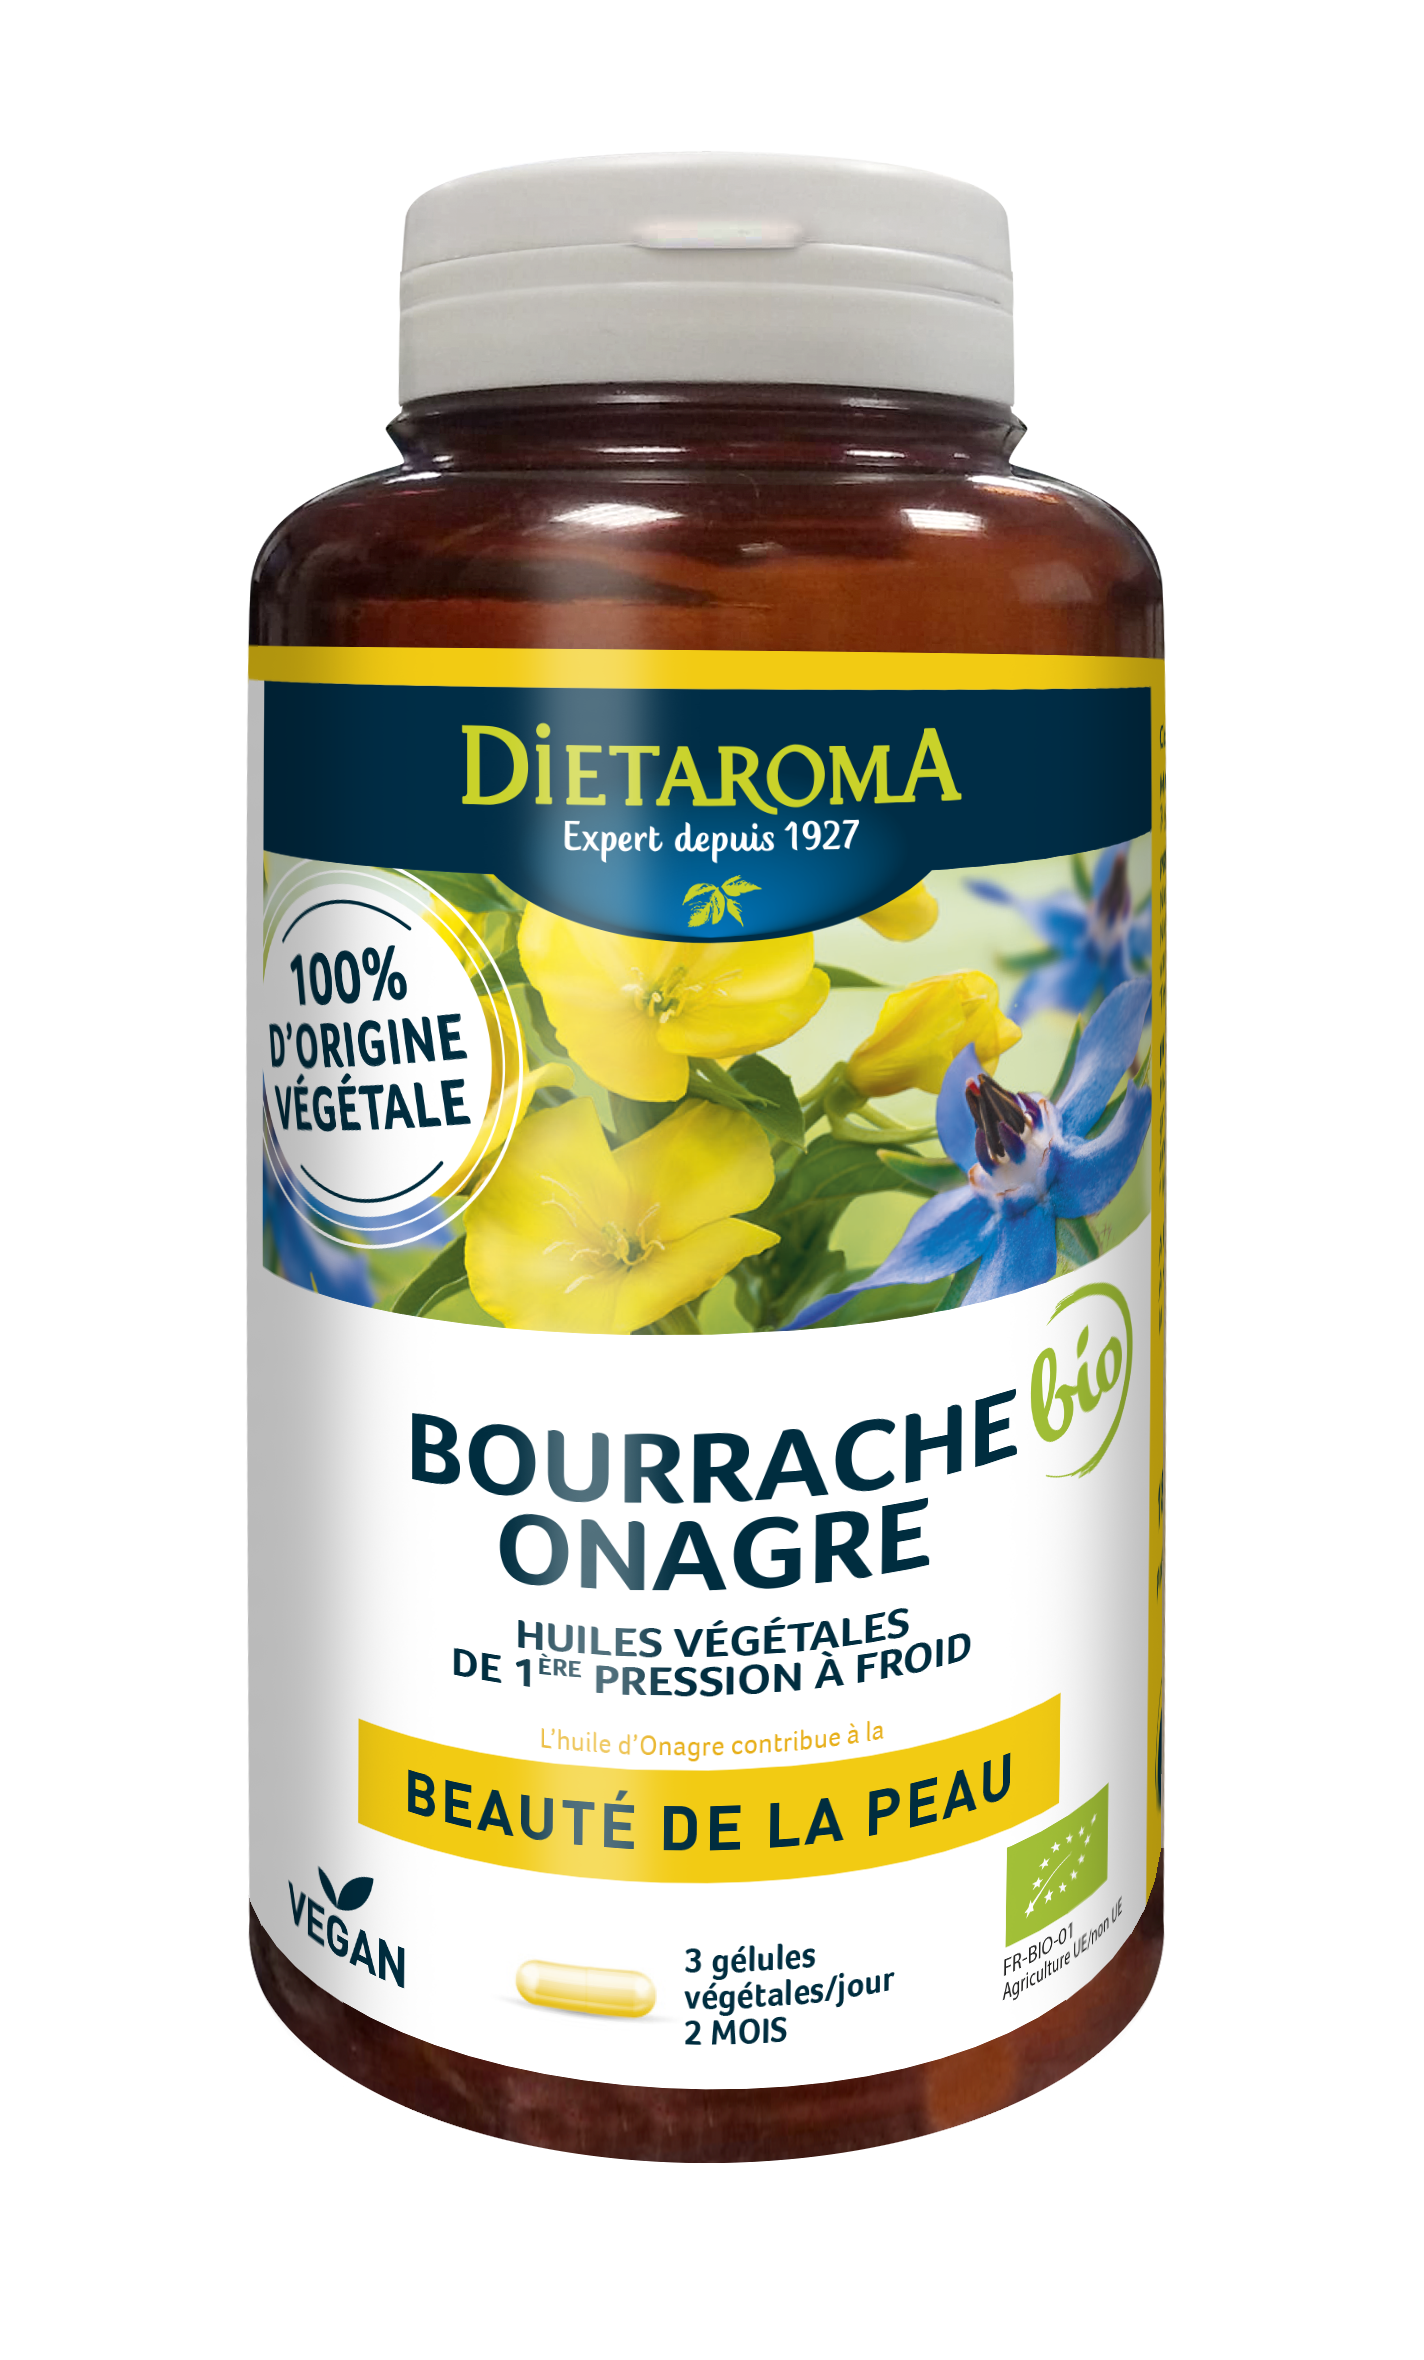 DiETAROMA
Expert depuis 1927
100%
D'ORIGINE
VÉGÉTALE
bio
BOURRACHE
ONAGRE
HUILES VÉGÉTALES
DE 1ÈRE PRESSION À FROID
L'huile d'Onagre contribue à la
BEAUTÉ DE LA PEAU
VEGAN
3 gélules
végétales/jour
2 MOIS
FR-BIO-01
Agriculture UE/non UE